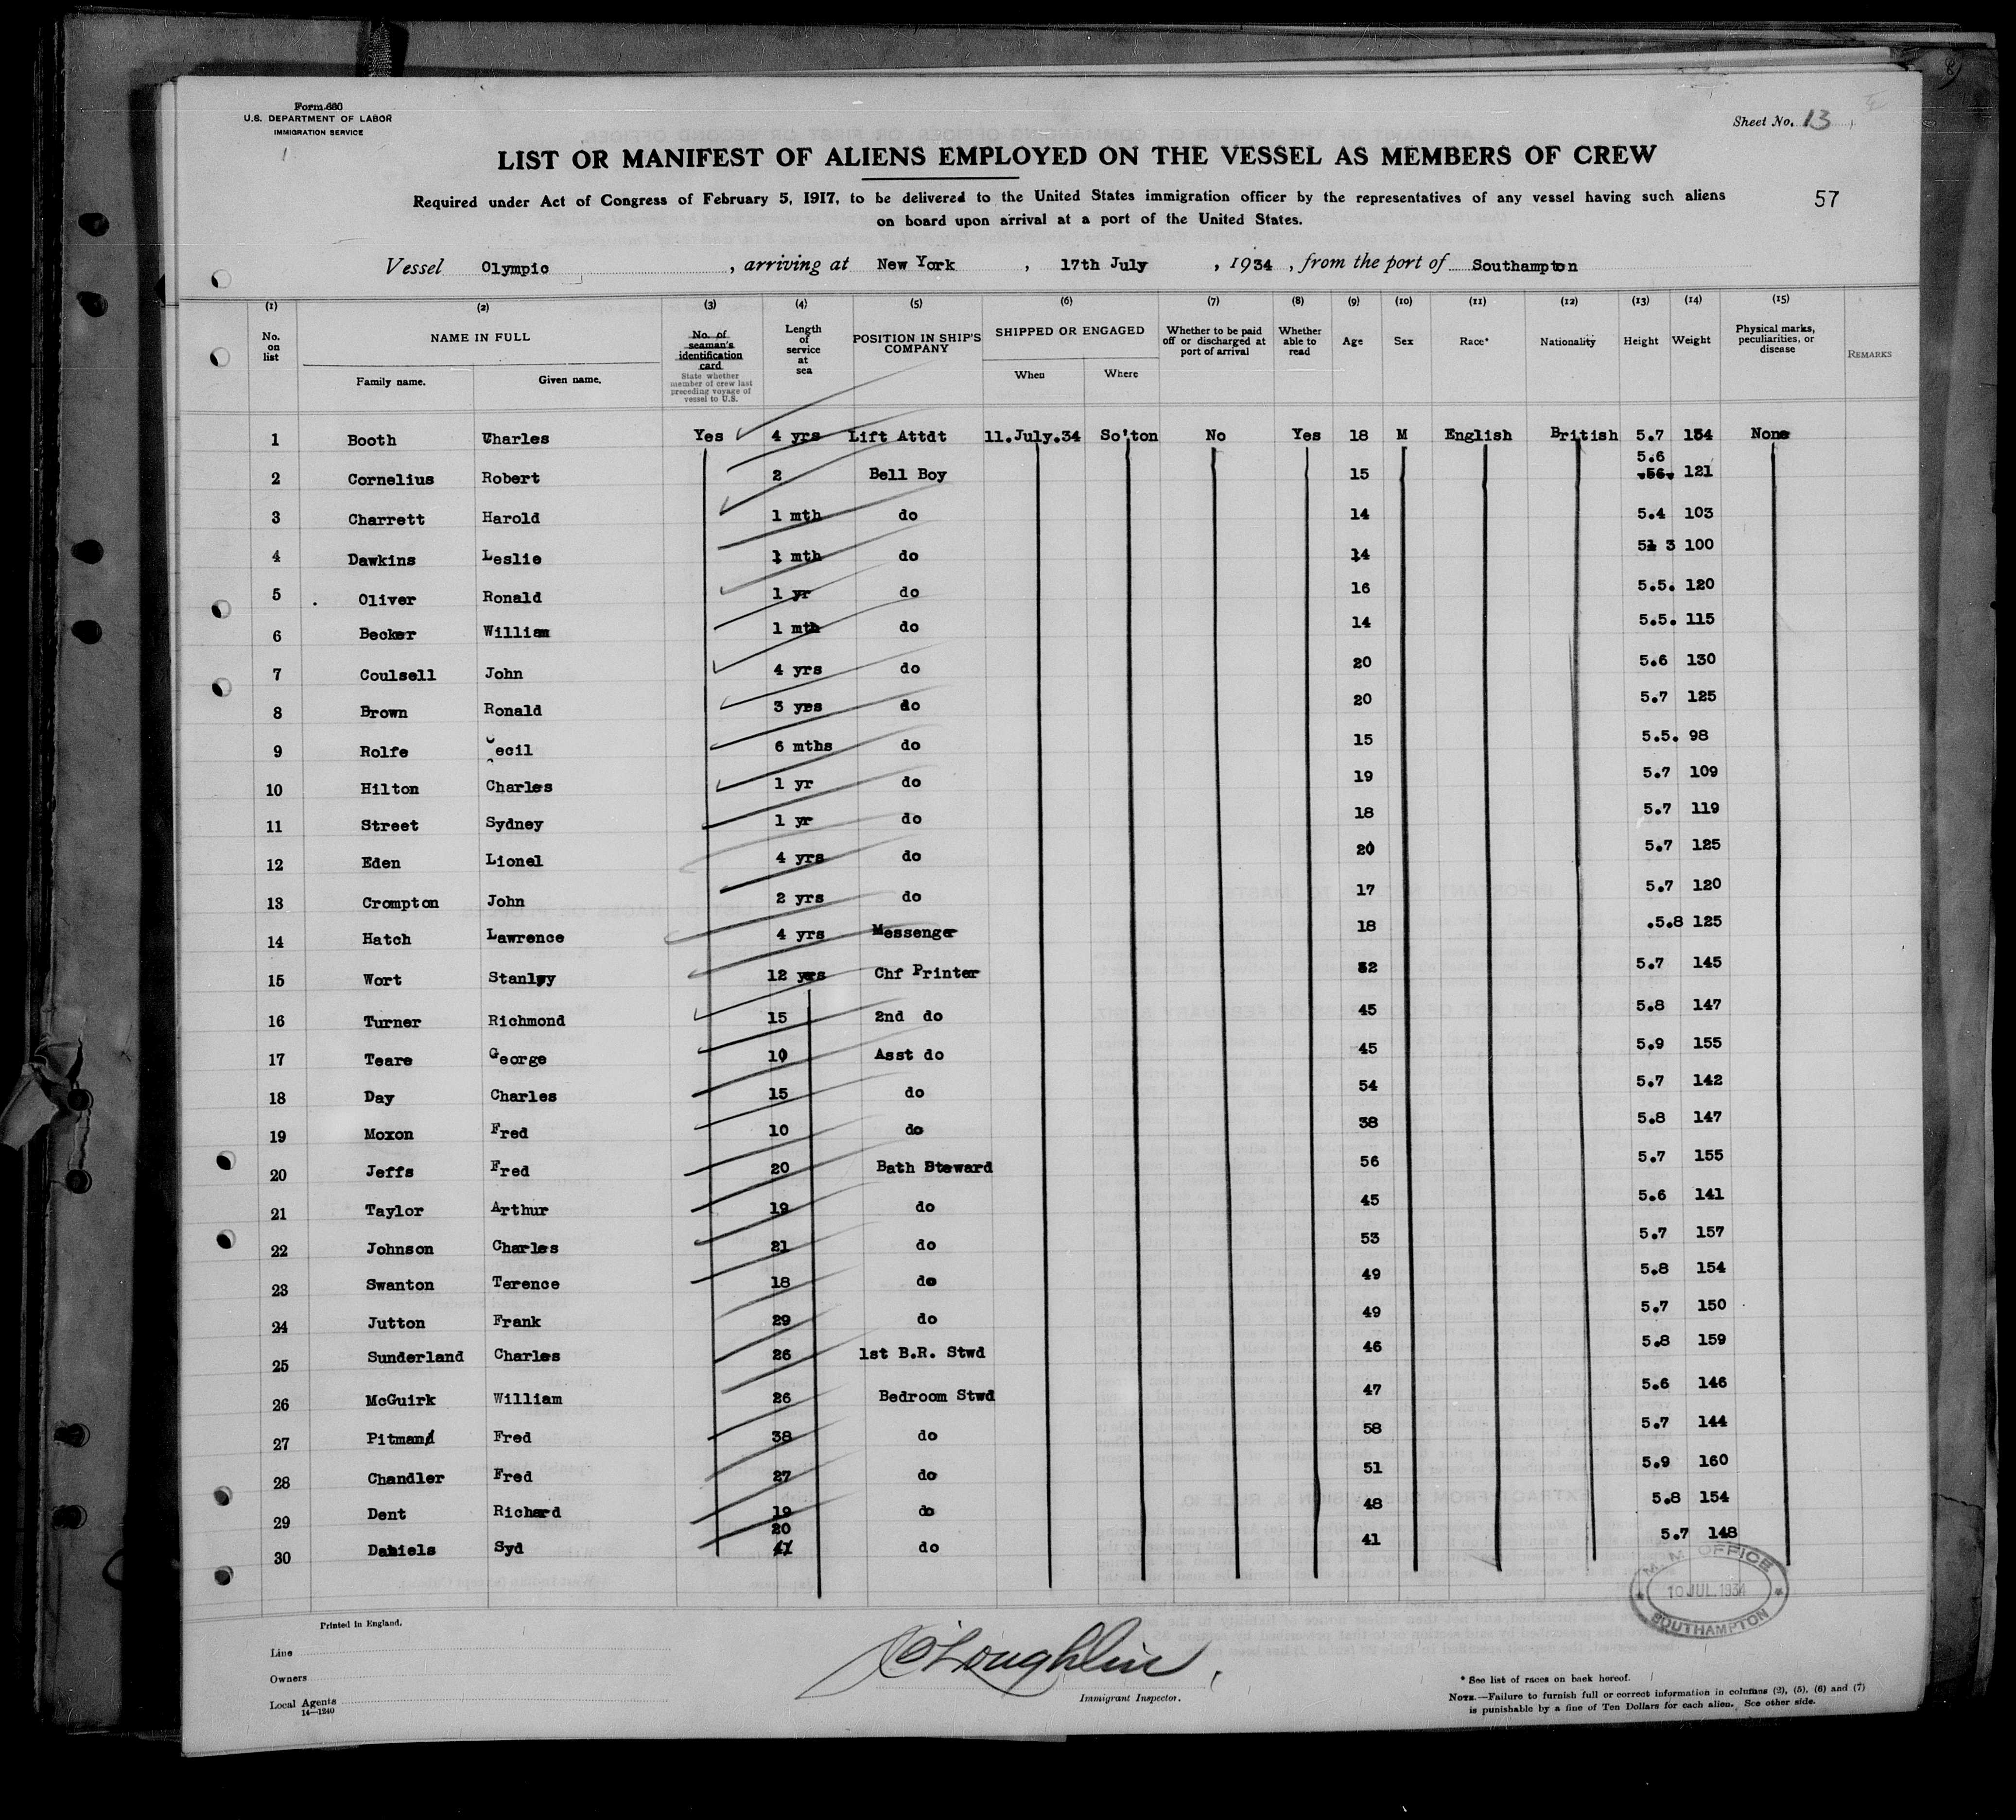 Form 680
U.S. DEPARTMENT OF LABOR
IMMIGRATION SERVICE
Sheet No. 13
LIST OR MANIFEST OF ALIENS EMPLOYED ON THE VESSEL AS MEMBERS OF CREW
Required under Act of Congress of February 5, 1917, to be delivered to the United States immigration officer by the representatives of any vessel having such aliens
on board upon arrival at a port of the United States.
57
Vessel Olympic , arriving at New York , 17th July , 1934 , from the port of Southampton
(1) (2) (3) (4) (5) (6) (7) (8) (9) (10) (11) (12) (13) (14) (15)
No. on list NAME IN FULL Family name. Given name. No. of seaman's identification card State whether member of crew last preceding voyage of vessel to U.S. Length of service at sea POSITION IN SHIP'S COMPANY SHIPPED OR ENGAGED When Where Whether to be paid off or discharged at port of arrival Whether able to read Age Sex Race* Nationality Height Weight Physical marks, peculiarities, or disease REMARKS
1 Booth Charles Yes 4 yrs Lift Attdt 11.July.34 So'ton No Yes 18 M English British 5.7 154 None
2 Cornelius Robert 2 Bell Boy 15 5.6 .56. 121
3 Charrett Harold 1 mth do 14 5.4 103
4 Dawkins Leslie 1 mth do 14 5 3 100
5 . Oliver Ronald 1 yr do 16 5.5. 120
6 Becker William 1 mth do 14 5.5. 115
7 Coulsell John 4 yrs do 20 5.6 130
8 Brown Ronald 3 yrs do 20 5.7 125
9 Rolfe Cecil 6 mths do 15 5.5. 98
10 Hilton Charles 1 yr do 19 5.7 109
11 Street Sydney 1 yr do 18 5.7 119
12 Eden Lionel 4 yrs do 20 5.7 125
13 Crompton John 2 yrs do 17 5.7 120
14 Hatch Lawrence 4 yrs Messenger 18 .5.8 125
15 Wort Stanley 12 yrs Chf Printer 52 5.7 145
16 Turner Richmond 15 2nd do 45 5.8 147
17 Teare George 10 Asst do 45 5.9 155
18 Day Charles 15 do 54 5.7 142
19 Moxon Fred 10 do 38 5.8 147
20 Jeffs Fred 20 Bath Steward 56 5.7 155
21 Taylor Arthur 19 do 45 5.6 141
22 Johnson Charles 21 do 53 5.7 157
23 Swanton Terence 18 do 49 5.8 154
24 Jutton Frank 29 do 49 5.7 150
25 Sunderland Charles 26 1st B.R. Stwd 46 5.8 159
26 McGuirk William 26 Bedroom Stwd 47 5.6 146
27 Pitman Fred 38 do 58 5.7 144
28 Chandler Fred 27 do 51 5.9 160
29 Dent Richard 19 do 48 5.8 154
30 Daniels Syd 20 41 do 41 5.7 148
M. M. OFFICE
10 JUL. 1934
SOUTHAMPTON
Printed in England.
Line
Owners
Local Agents
14—1240
O'Loughlin
Immigrant Inspector.
* See list of races on back hereof.
NOTE.—Failure to furnish full or correct information in columns (2), (5), (6) and (7)
is punishable by a fine of Ten Dollars for each alien. See other side.